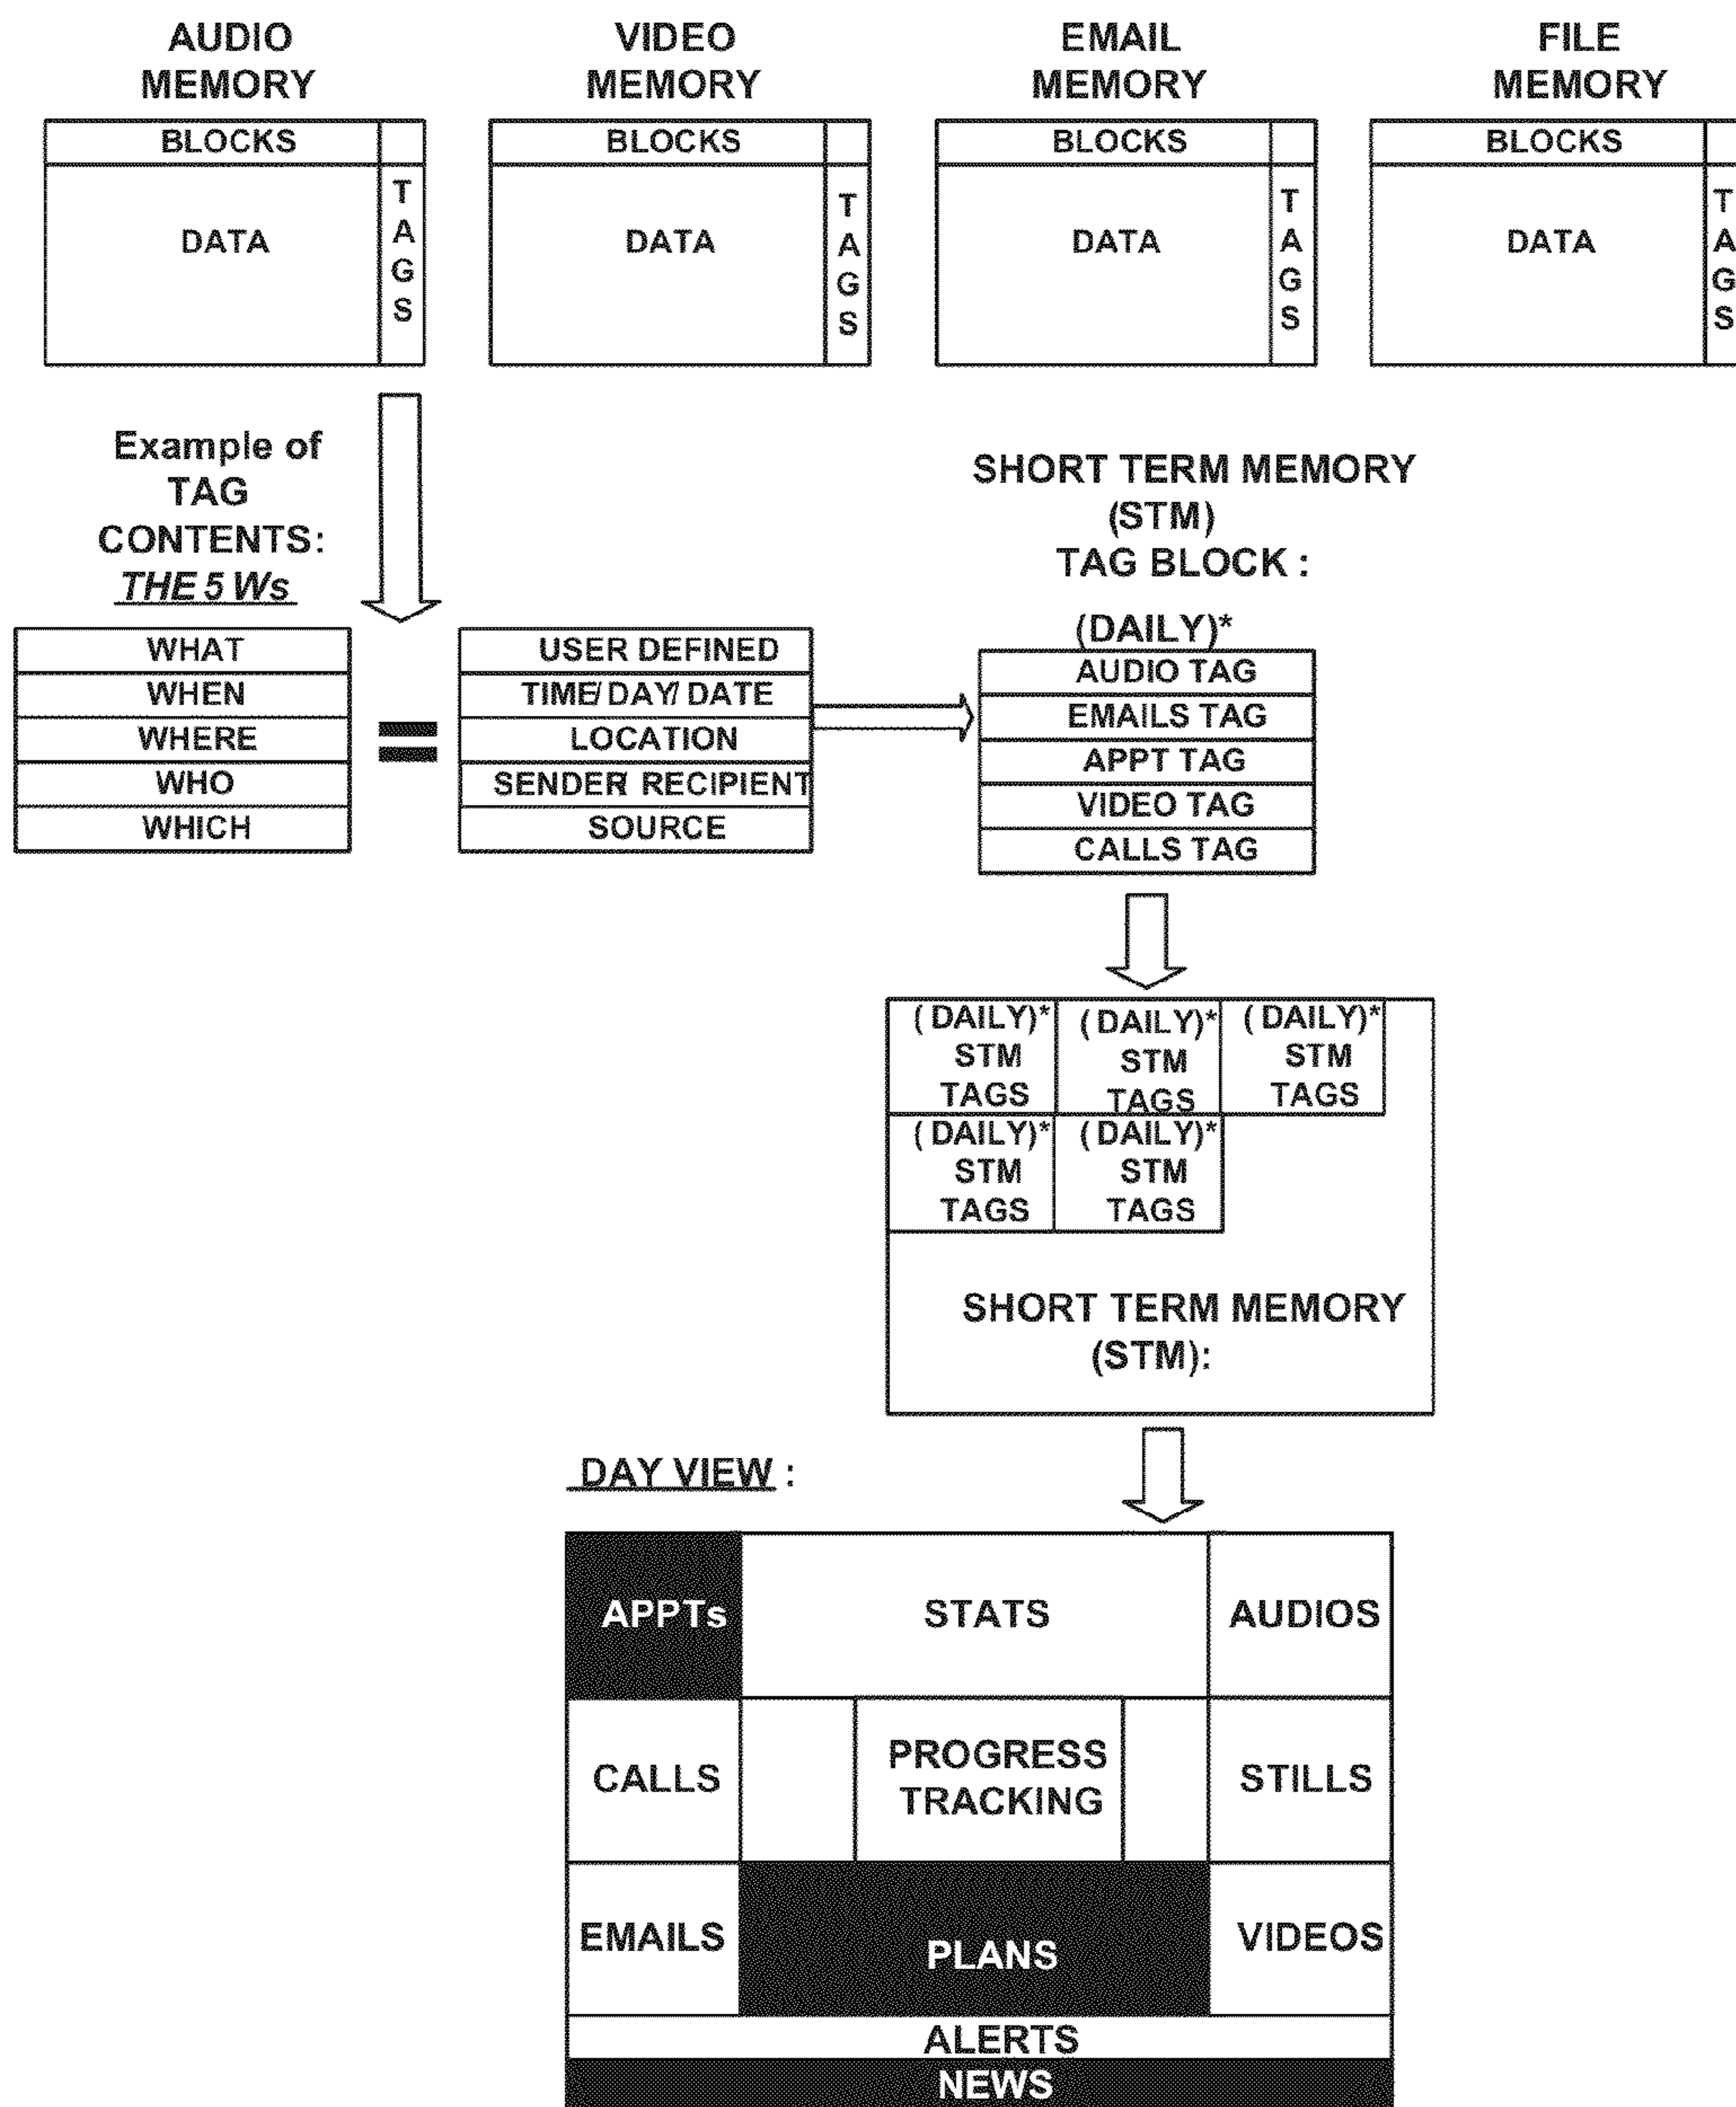 AUDIO
MEMORY
VIDEO
MEMORY
EMAIL
MEMORY
FILE
MEMORY
BLOCKS
DATA
TAGS
BLOCKS
DATA
TAGS
BLOCKS
DATA
TAGS
BLOCKS
DATA
TAGS
Example of
TAG
CONTENTS:
THE 5 Ws
WHAT
WHEN
WHERE
WHO
WHICH
=
USER DEFINED
TIME/ DAY/ DATE
LOCATION
SENDER/ RECIPIENT
SOURCE
SHORT TERM MEMORY
(STM)
TAG BLOCK :
(DAILY)*
AUDIO TAG
EMAILS TAG
APPT TAG
VIDEO TAG
CALLS TAG
( DAILY)*
STM
TAGS
( DAILY)*
STM
TAGS
( DAILY)*
STM
TAGS
( DAILY)*
STM
TAGS
( DAILY)*
STM
TAGS
SHORT TERM MEMORY
(STM):
DAY VIEW :
APPTs
STATS
AUDIOS
CALLS
PROGRESS
TRACKING
STILLS
EMAILS
PLANS
VIDEOS
ALERTS
NEWS